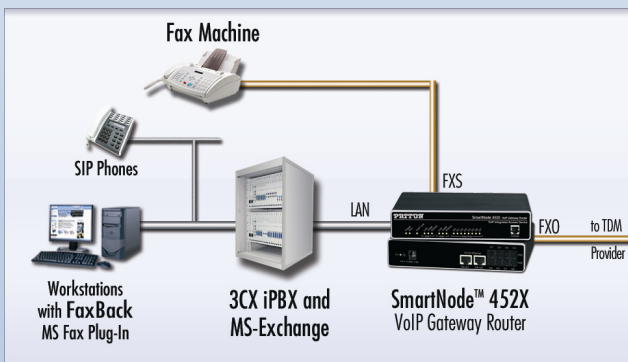 Fax Machine
SIP Phones
FXS
LAN
PATTON
FXO
to TDM
Provider
Workstations
with FaxBack
MS Fax Plug-In
3CX iPBX and
MS-Exchange
SmartNode™ 452X
VoIP Gateway Router